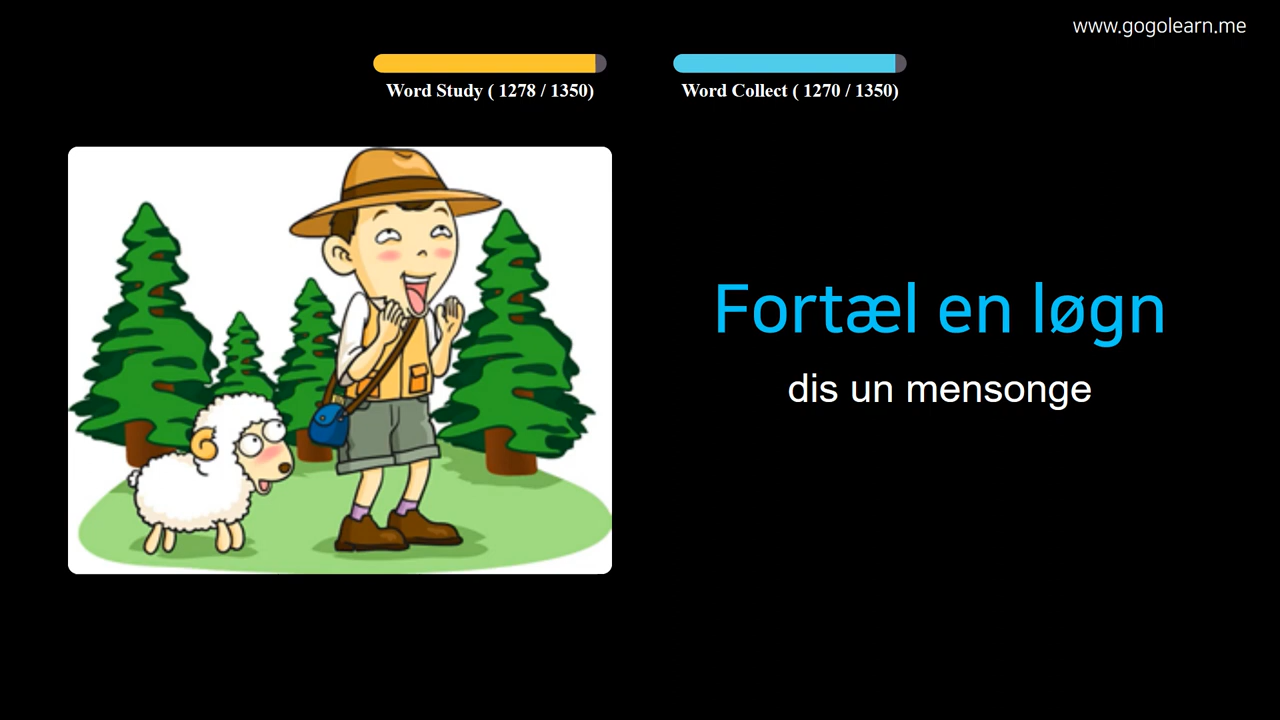 www.gogolearn.me
Word Study ( 1278 / 1350)
Word Collect ( 1270 / 1350)
Fortæl en løgn
dis un mensonge